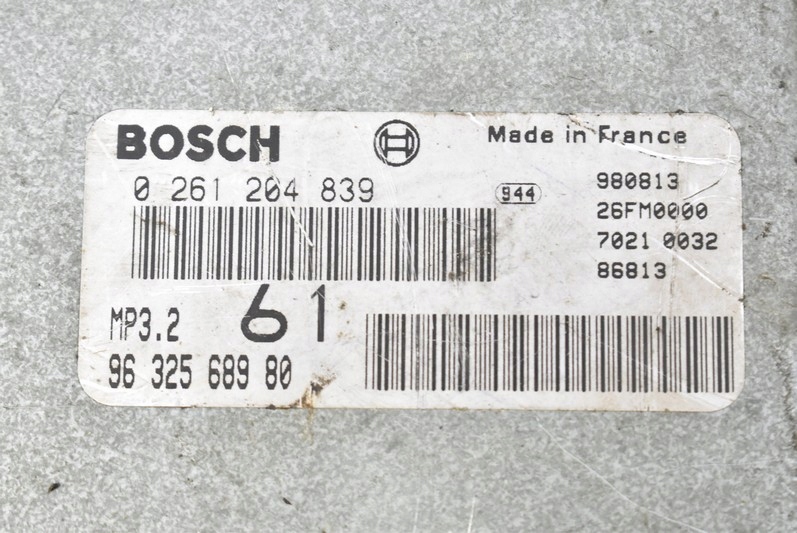 BOSCH Made in France
0 261 204 839 944 980813
26FM0000
7021 0032
86813
MP3.2 61
96 325 689 80